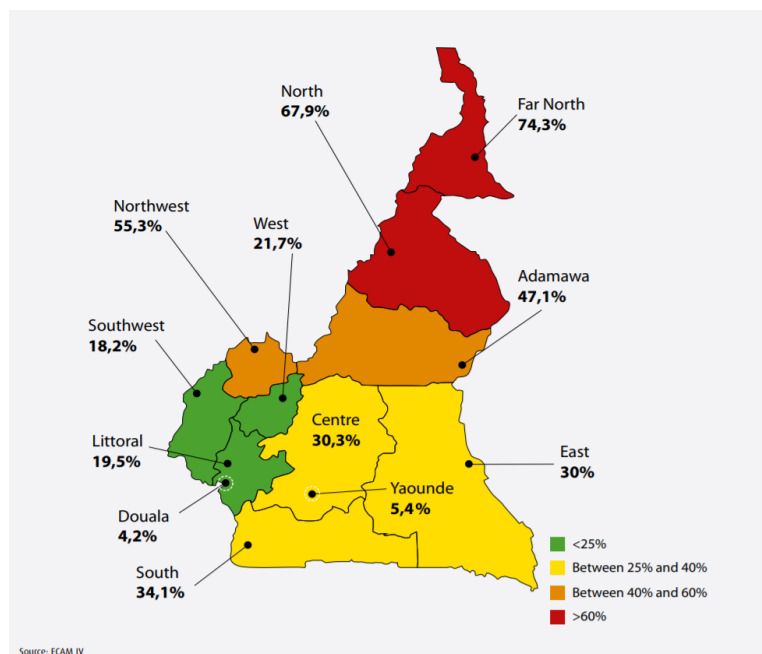 North
67,9%
Far North
74,3%
Northwest
55,3%
West
21,7%
Adamawa
47,1%
Southwest
18,2%
Centre
30,3%
Littoral
19,5%
East
30%
Yaounde
5,4%
Douala
4,2%
South
34,1%
<25%
Between 25% and 40%
Between 40% and 60%
>60%
Source: ECAM IV